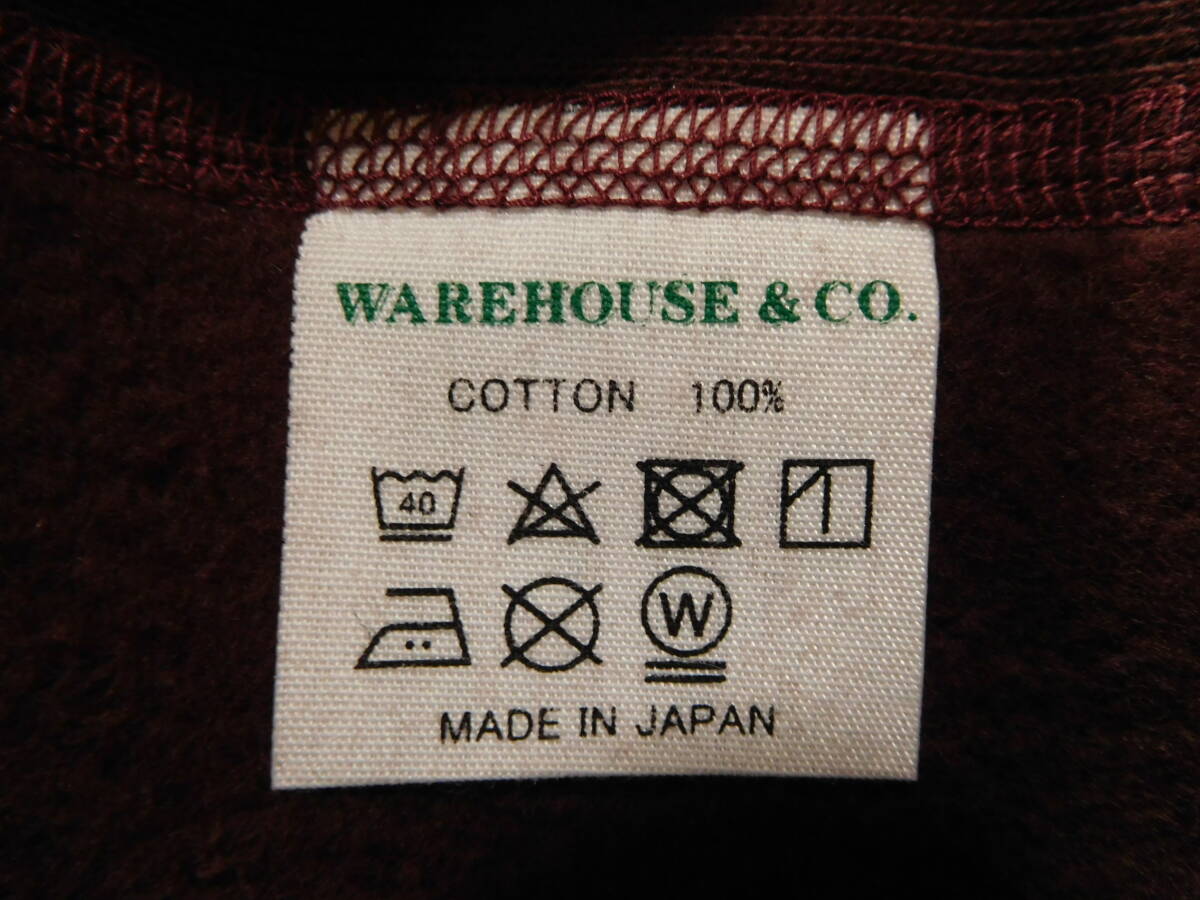 WAREHOUSE & CO.
COTTON 100%
40
W
MADE IN JAPAN